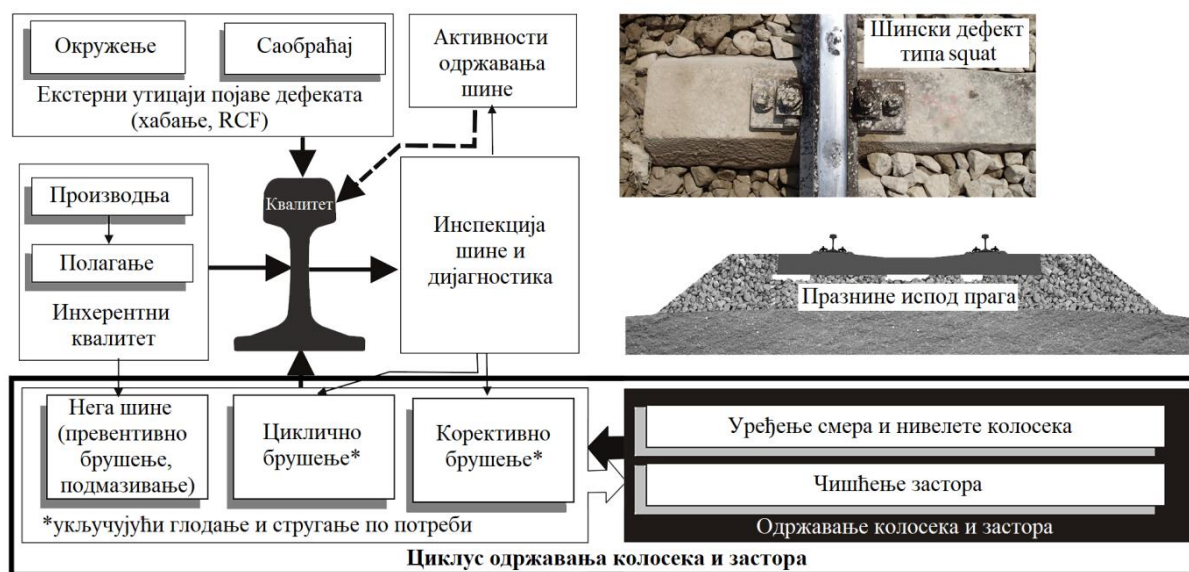 Окружење
Саобраћај
Екстерни утицаји појаве дефеката
(хабање, RCF)
Активности
одржавања
шине
Шински дефект
типа squat
Производња
Полагање
Инхерентни
квалитет
Квалитет
Инспекција
шине и
дијагностика
Празнине испод прага
Нега шине
(превентивно
брушење,
подмазивање)
Циклично
брушење*
Корективно
брушење*
*укључујући глодање и стругање по потреби
Уређење смера и нивелете колосека
Чишћење застора
Одржавање колосека и застора
Циклус одржавања колосека и застора